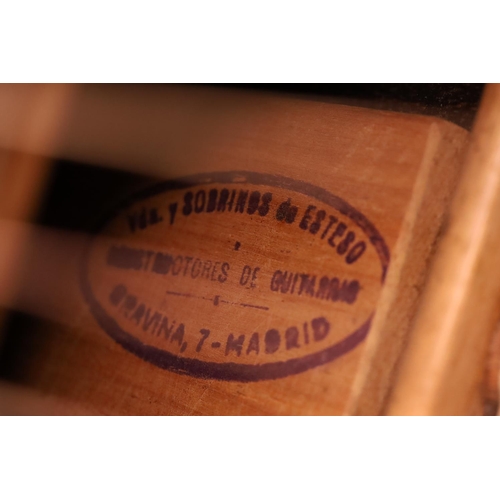 Vda. y SOBRINOS de ESTESO
CONSTRUCTORES DE GUITARRAS
GRAVINA, 7-MADRID